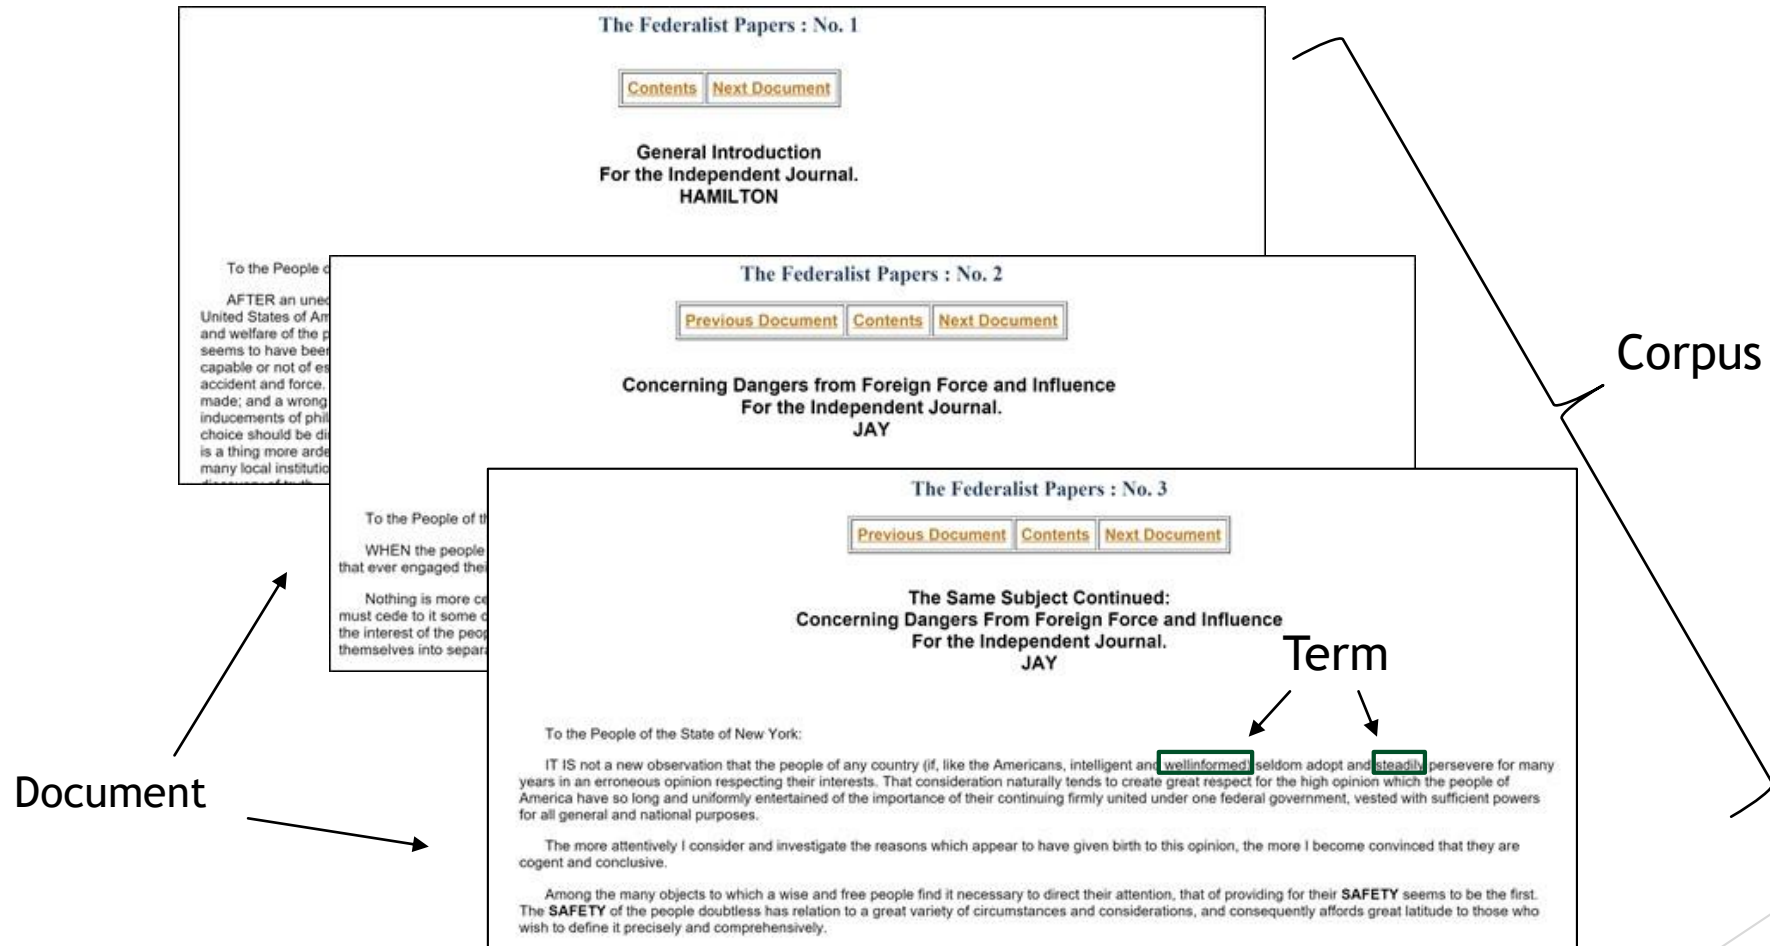 The Federalist Papers : No. 1
Contents Next Document
General Introduction
For the Independent Journal.
HAMILTON
To the People
AFTER an
United States of
and welfare of the
seems to have been
capable or not of
accident and force.
made; and a wrong
inducements of
choice should be
is a thing more
many local
The Federalist Papers : No. 2
Previous Document Contents Next Document
Concerning Dangers from Foreign Force and Influence
For the Independent Journal.
JAY
To the People of
WHEN the people
that ever engaged their
Nothing is more
must cede to it some
the interest of the
themselves into
The Federalist Papers : No. 3
Previous Document Contents Next Document
The Same Subject Continued:
Concerning Dangers From Foreign Force and Influence
For the Independent Journal.
JAY
To the People of the State of New York:
IT IS not a new observation that the people of any country (if, like the Americans, intelligent and wellinformed) seldom adopt and steadily persevere for many
years in an erroneous opinion respecting their interests. That consideration naturally tends to create great respect for the high opinion which the people of
America have so long and uniformly entertained of the importance of their continuing firmly united under one federal government, vested with sufficient powers
for all general and national purposes.
The more attentively I consider and investigate the reasons which appear to have given birth to this opinion, the more I become convinced that they are
cogent and conclusive.
Among the many objects to which a wise and free people find it necessary to direct their attention, that of providing for their SAFETY seems to be the first.
The SAFETY of the people doubtless has relation to a great variety of circumstances and considerations, and consequently affords great latitude to those who
wish to define it precisely and comprehensively.
Term
Document
Corpus